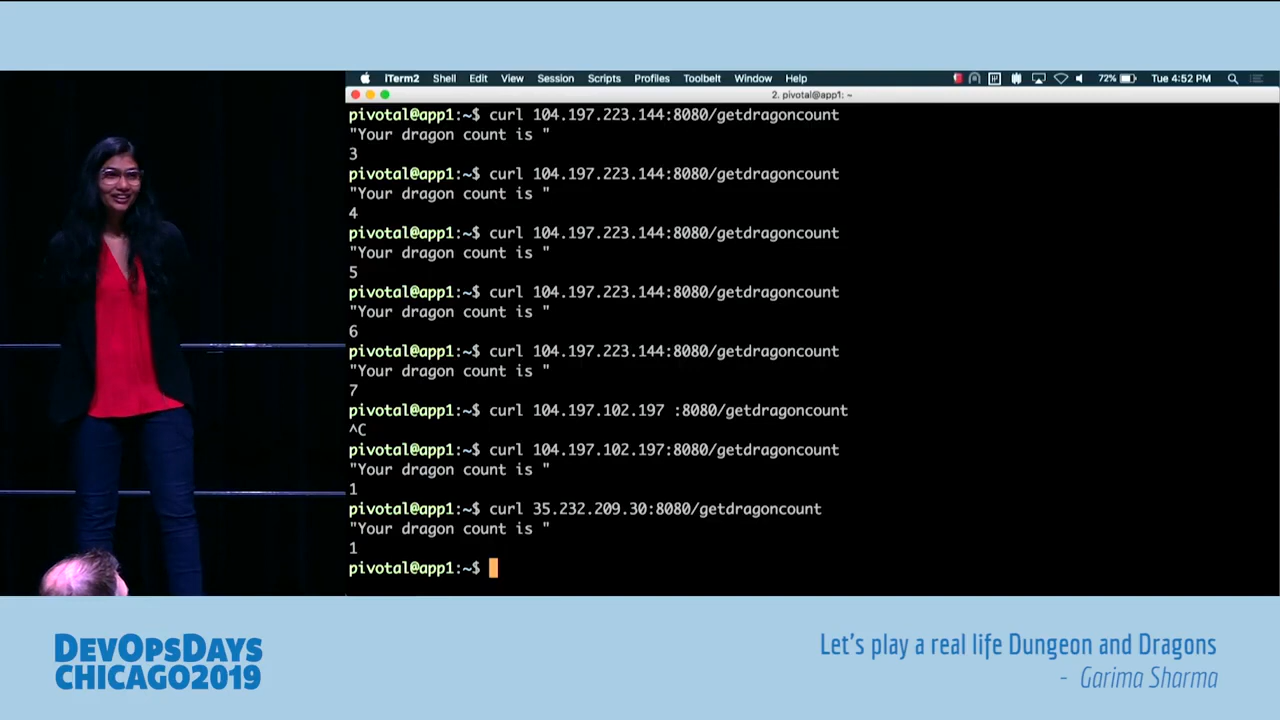 iTerm2 Shell Edit View Session Scripts Profiles Toolbelt Window Help 72% Tue 4:52 PM
2. pivotal@app1: ~
pivotal@app1:~$ curl 104.197.223.144:8080/getdragoncount
"Your dragon count is "
3
pivotal@app1:~$ curl 104.197.223.144:8080/getdragoncount
"Your dragon count is "
4
pivotal@app1:~$ curl 104.197.223.144:8080/getdragoncount
"Your dragon count is "
5
pivotal@app1:~$ curl 104.197.223.144:8080/getdragoncount
"Your dragon count is "
6
pivotal@app1:~$ curl 104.197.223.144:8080/getdragoncount
"Your dragon count is "
7
pivotal@app1:~$ curl 104.197.102.197 :8080/getdragoncount
^C
pivotal@app1:~$ curl 104.197.102.197:8080/getdragoncount
"Your dragon count is "
1
pivotal@app1:~$ curl 35.232.209.30:8080/getdragoncount
"Your dragon count is "
1
pivotal@app1:~$
DevOpsDays
CHICAGO2019
Let's play a real life Dungeon and Dragons
- Garima Sharma